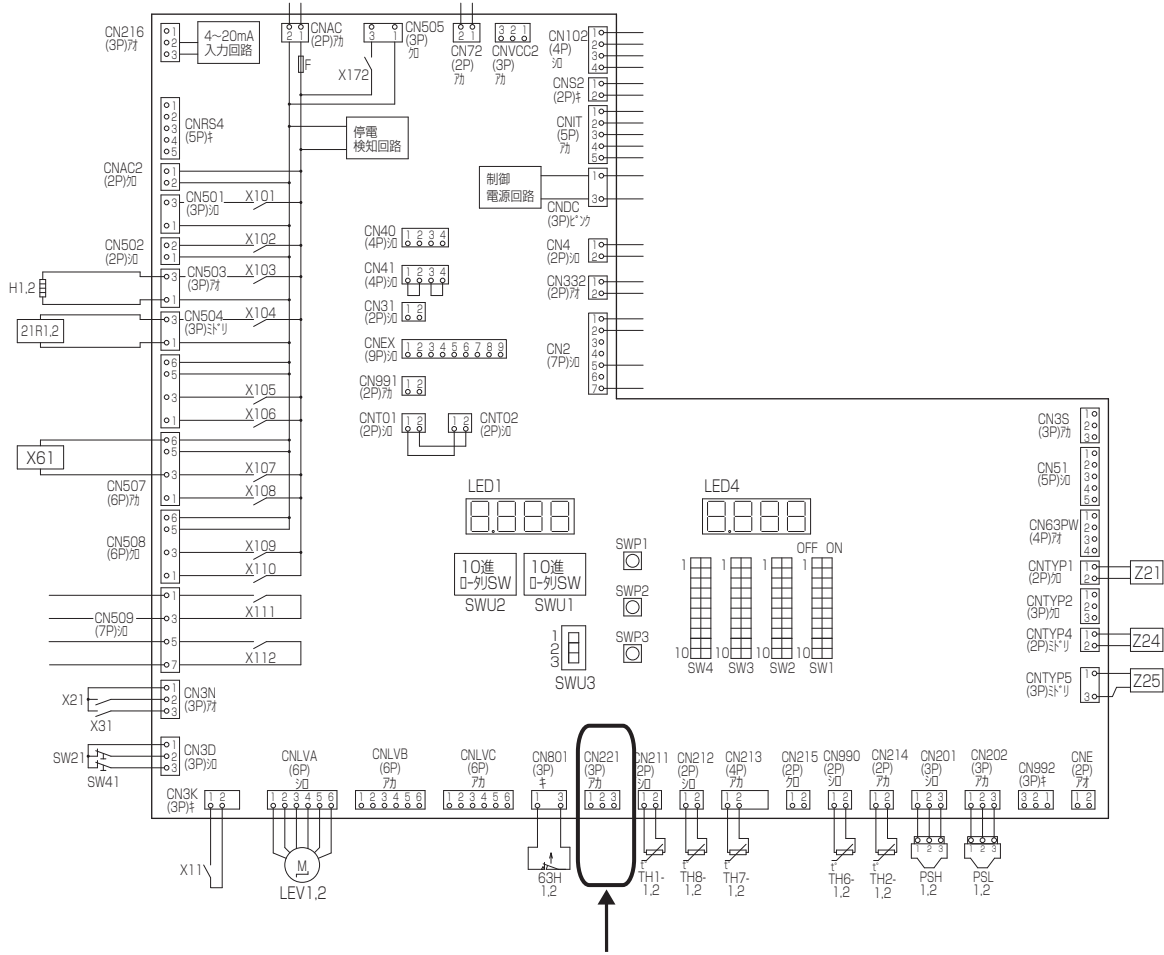 CN216
(3P)ｱｵ
1
2
3
4~20mA
入力回路
CNAC
(2P)ｱｶ
2 1
F
X172
CN505
(3P)
ｸﾛ
3 1
CN72
(2P)
ｱｶ
2 1
CNVCC2
(3P)
ｱｶ
3 2 1
CN102
(4P)
ｼﾛ
1
2
3
4
CNS2
(2P)ｷ
1
2
CNIT
(5P)
ｱｶ
1
2
3
4
5
CNRS4
(5P)ｷ
1
2
3
4
5
停電
検知回路
制御
電源回路
CNDC
(3P)ﾋﾟﾝｸ
1
3
CNAC2
(2P)ｸﾛ
1
2
CN501
(3P)ｼﾛ
3
1
X101
CN502
(2P)ｼﾛ
2
1
X102
CN503
(3P)ｱｵ
3
1
X103
H1,2
CN504
(3P)ﾐﾄﾞﾘ
3
1
X104
21R1,2
6
5
3
1
X105
X106
X61
CN507
(6P)ｱｶ
6
5
3
1
X107
X108
CN508
(6P)ｸﾛ
6
5
3
1
X109
X110
CN509
(7P)ｼﾛ
1
3
5
7
X111
X112
CN40
(4P)ｼﾛ
1 2 3 4
CN41
(4P)ｼﾛ
1 2 3 4
CN31
(2P)ｼﾛ
1 2
CNEX
(9P)ｼﾛ
1 2 3 4 5 6 7 8 9
CN991
(2P)ｱｶ
1 2
CNT01
(2P)ｼﾛ
1 2
1 2
CNT02
(2P)ｼﾛ
CN4
(2P)ｼﾛ
1
2
CN332
(2P)ｱｵ
1
2
CN2
(7P)ｼﾛ
1
2
3
4
5
6
7
LED1
LED4
10進
ﾛｰﾀﾘSW
SWU2
10進
ﾛｰﾀﾘSW
SWU1
1
2
3
SWU3
SWP1
SWP2
SWP3
OFF ON
1 1 1 1
10 10 10 10
SW4 SW3 SW2 SW1
CN3S
(3P)ｱｶ
1
2
3
CN51
(5P)ｼﾛ
1
2
3
4
5
CN63PW
(4P)ｱｵ
1
2
3
4
CNTYP1
(2P)ｸﾛ
1
2
Z21
CNTYP2
(3P)ｸﾛ
1
2
3
CNTYP4
(2P)ﾐﾄﾞﾘ
1
2
Z24
CNTYP5
(3P)ﾐﾄﾞﾘ
1
3
Z25
X21
X31
CN3N
(3P)ｱｵ
1
2
3
SW21
SW41
CN3D
(3P)ｼﾛ
1
2
3
CN3K
(3P)ｷ
1 2
X11
CNLVA
(6P)
ｼﾛ
1 2 3 4 5 6
M
LEV1,2
CNLVB
(6P)
ｱｶ
1 2 3 4 5 6
CNLVC
(6P)
ｱｶ
1 2 3 4 5 6
CN801
(3P)
ｷ
1 3
63H
1,2
CN221
(3P)
ｱｶ
1 2 3
CN211
(2P)
ｼﾛ
1 2
t°
TH1-
1,2
CN212
(2P)
ｼﾛ
1 2
TH8-
1,2
CN213
(4P)
ｱｶ
1 2
TH7-
1,2
CN215
(2P)
ｸﾛ
1 2
CN990
(2P)
ｼﾛ
1 2
t°
TH6-
1,2
CN214
(2P)
ｱｵ
1 2
t°
TH2-
1,2
CN201
(3P)
ｼﾛ
1 2 3
1 2 3
PSH
1,2
CN202
(3P)
ｱｶ
1 2 3
1 2 3
PSL
1,2
CN992
(3P)ｷ
3 2 1
CNE
(2P)
ｱｵ
1 2